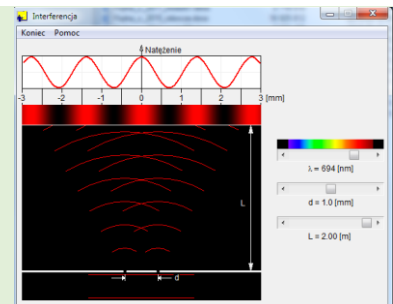 Interferencja
Koniec Pomoc
Natężenie
-3 -2 -1 0 1 2 3 [mm]
λ = 694 [nm]
d = 1.0 [mm]
L
L = 2.00 [m]
d